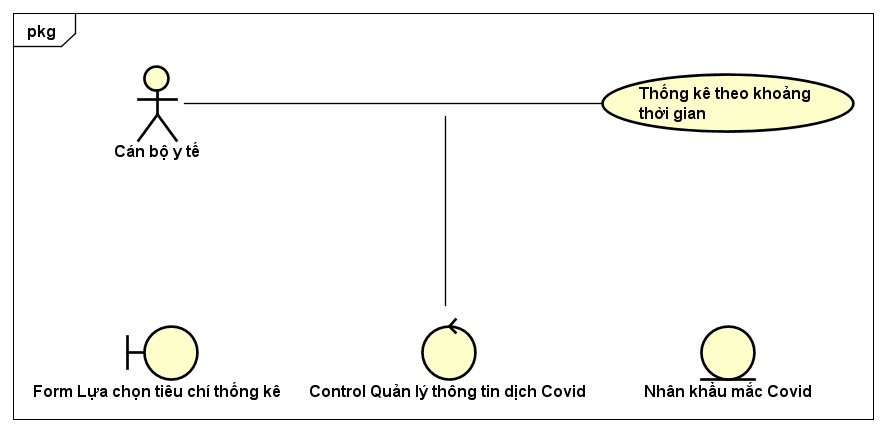 pkg
Thống kê theo khoảng
thời gian
Cán bộ y tế
Form Lựa chọn tiêu chí thống kê
Control Quản lý thông tin dịch Covid
Nhân khẩu mắc Covid